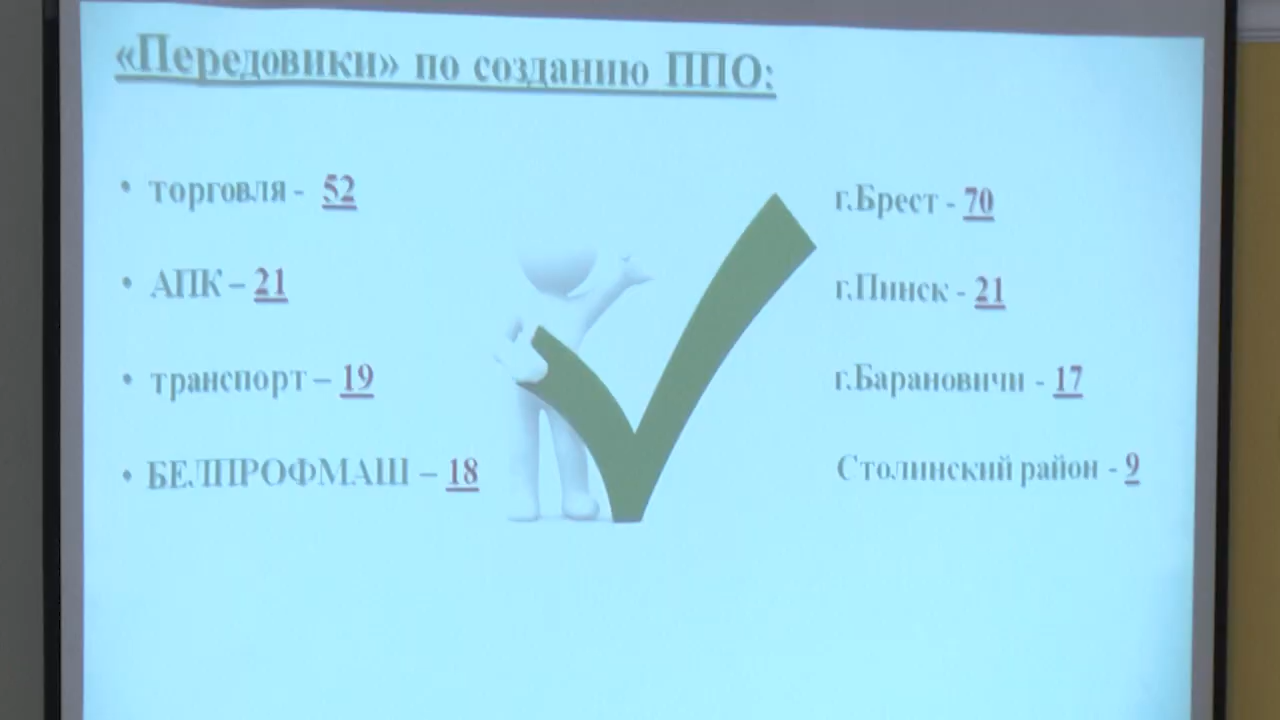 «Передовики» по созданию ППО:
• торговля - 52
• АПК – 21
• транспорт – 19
• БЕЛПРОФМАШ – 18
г.Брест - 70
г.Пинск - 21
г.Барановичи - 17
Столинский район - 9